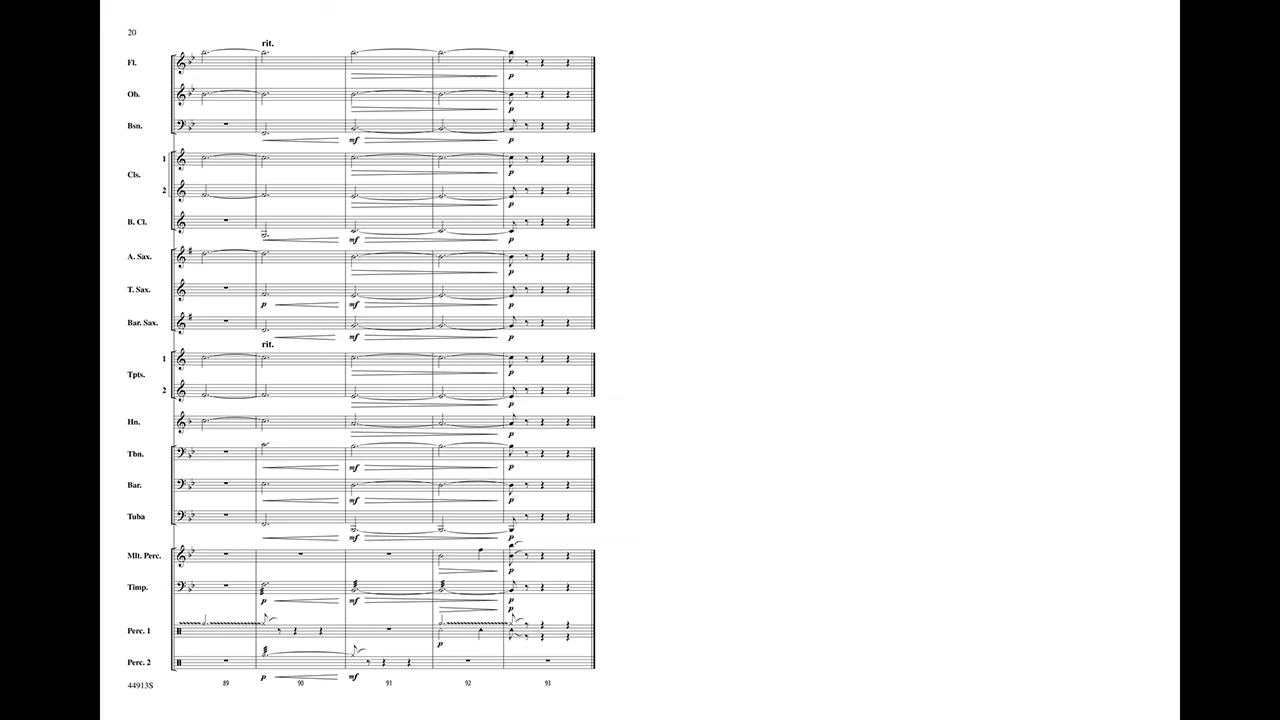 20
rit.
Fl.
Ob.
p
p
Bsn.
mf
p
1
Cls.
p
2
p
B. Cl.
mf
p
A. Sax.
p
T. Sax.
p
mf
p
Bar. Sax.
mf
p
rit.
1
Tpts.
p
2
p
Hn.
p
Tbn.
mf
p
Bar.
mf
p
Tuba
mf
p
Mlt. Perc.
p
Timp.
p
mf
p
p
Perc. 1
p
Perc. 2
p
mf
44913S
89
90
91
92
93